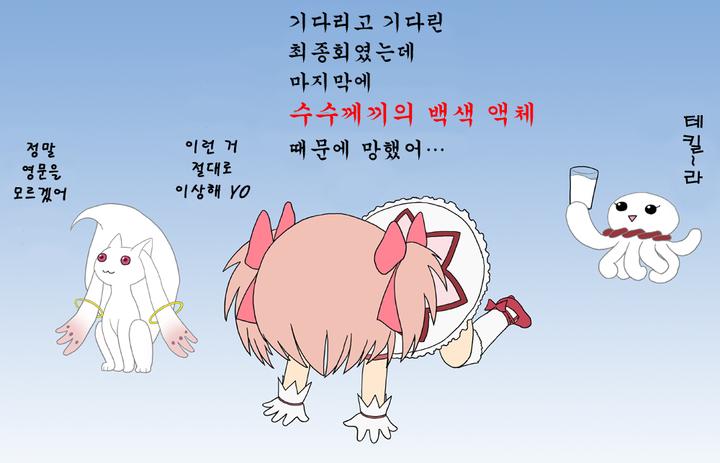 기다리고 기다린
최종회였는데
마지막에
수수께끼의 백색 액체
때문에 망했어…
정말
영문을
모르겠어
이런 거
절대로
이상해 YO
테킬~라